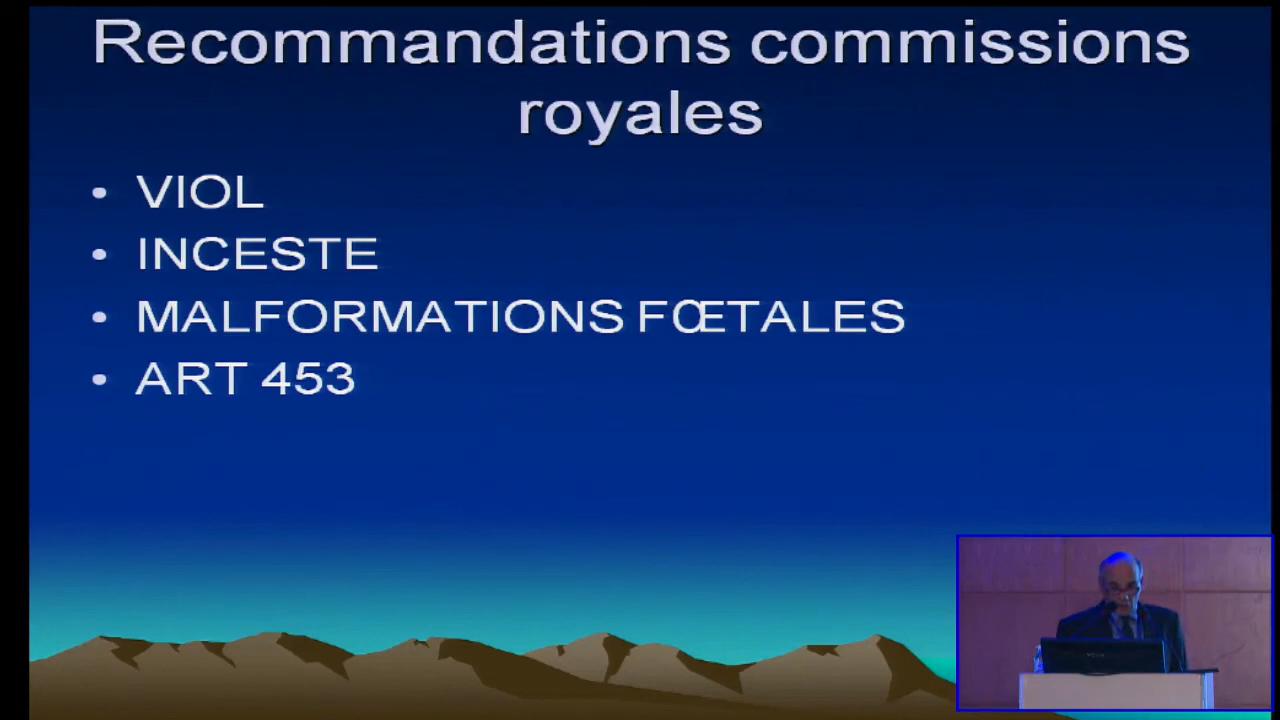 Recommandations commissions
royales
• VIOL
• INCESTE
• MALFORMATIONS FŒTALES
• ART 453